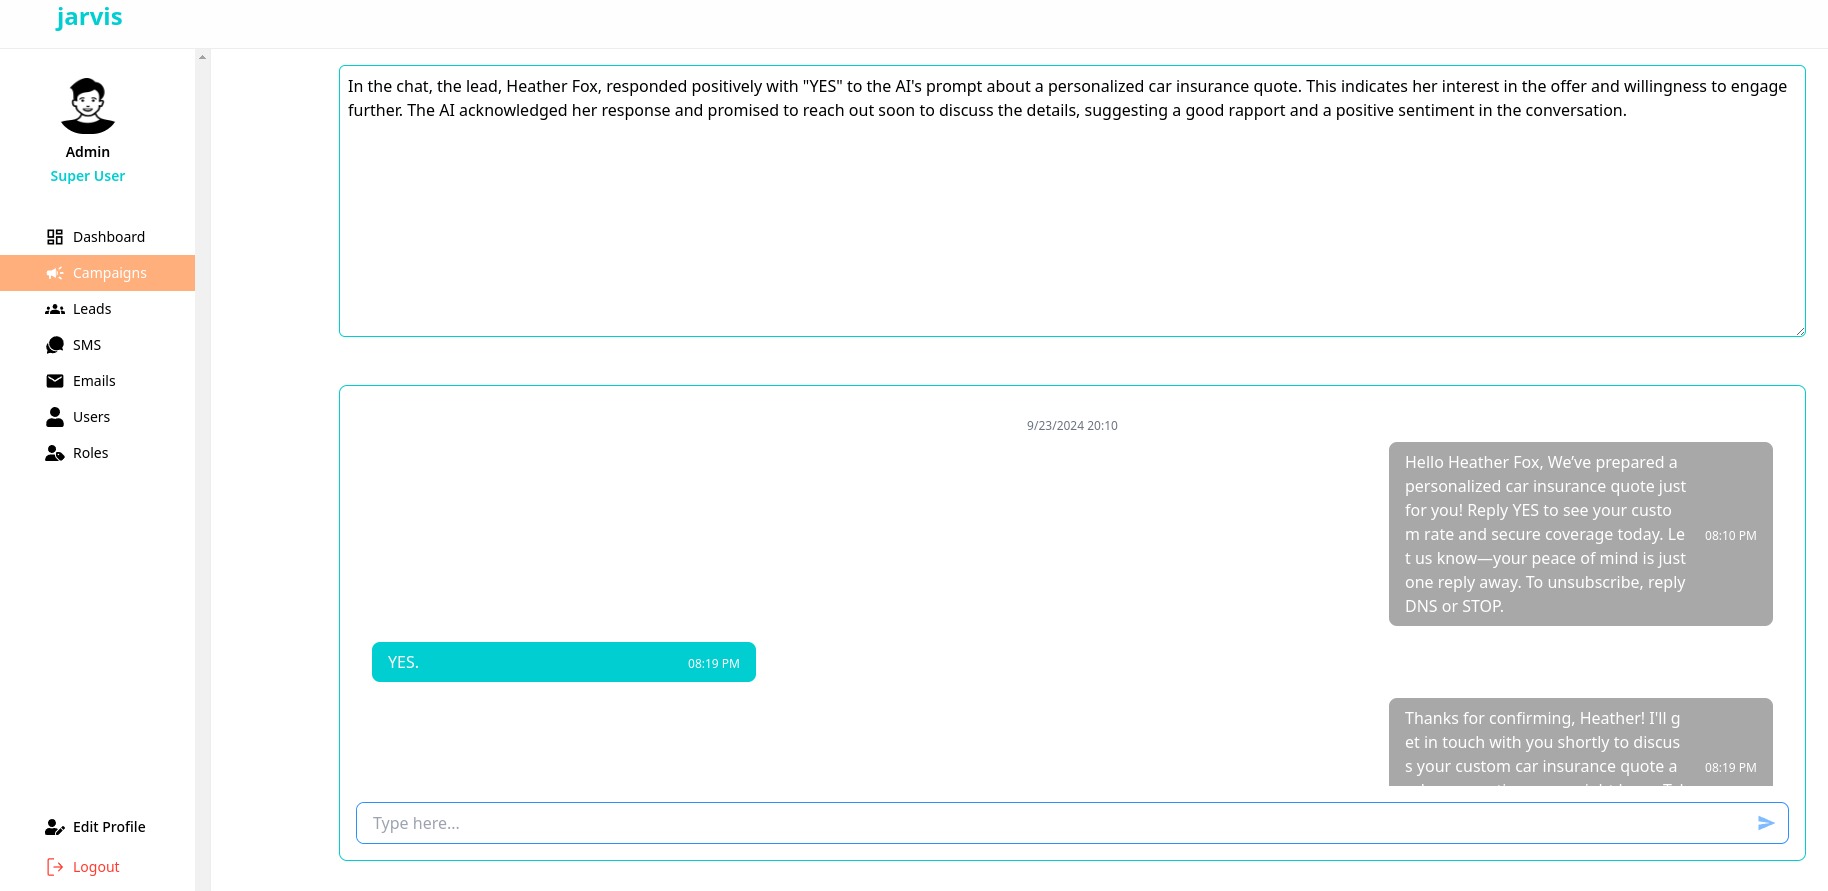 jarvis
Admin
Super User
Dashboard
Campaigns
Leads
SMS
Emails
Users
Roles
Edit Profile
Logout
In the chat, the lead, Heather Fox, responded positively with "YES" to the AI's prompt about a personalized car insurance quote. This indicates her interest in the offer and willingness to engage
further. The AI acknowledged her response and promised to reach out soon to discuss the details, suggesting a good rapport and a positive sentiment in the conversation.
9/23/2024 20:10
Hello Heather Fox, We’ve prepared a
personalized car insurance quote just
for you! Reply YES to see your custo
m rate and secure coverage today. Le
t us know—your peace of mind is just
one reply away. To unsubscribe, reply
DNS or STOP.
08:10 PM
YES.
08:19 PM
Thanks for confirming, Heather! I'll g
et in touch with you shortly to discus
s your custom car insurance quote a
08:19 PM
Type here...